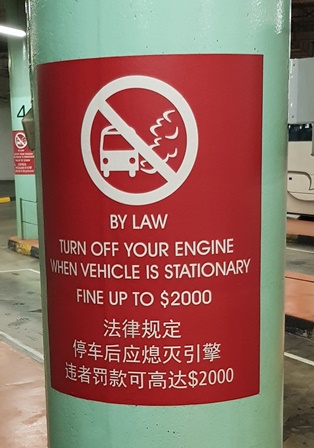 BY LAW
TURN OFF YOUR ENGINE
WHEN VEHICLE IS STATIONARY
FINE UP TO $2000
法律规定
停车后应熄灭引擎
违者罚款可高达$2000